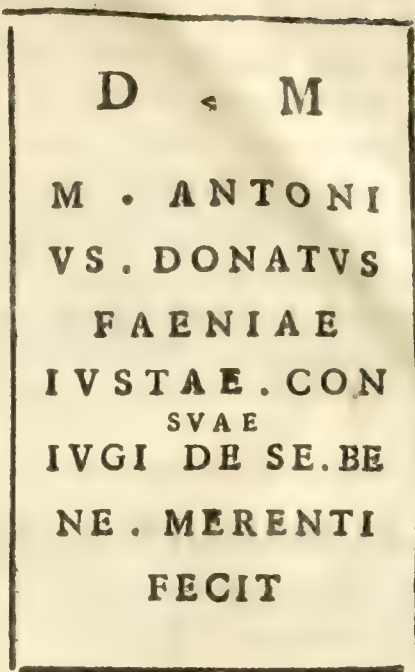 D < M
M . ANTONI
VS . DONATVS
FAENIAE
IVSTAE . CON
SVAE
IVGI DE SE . BE
NE . MERENTI
FECIT